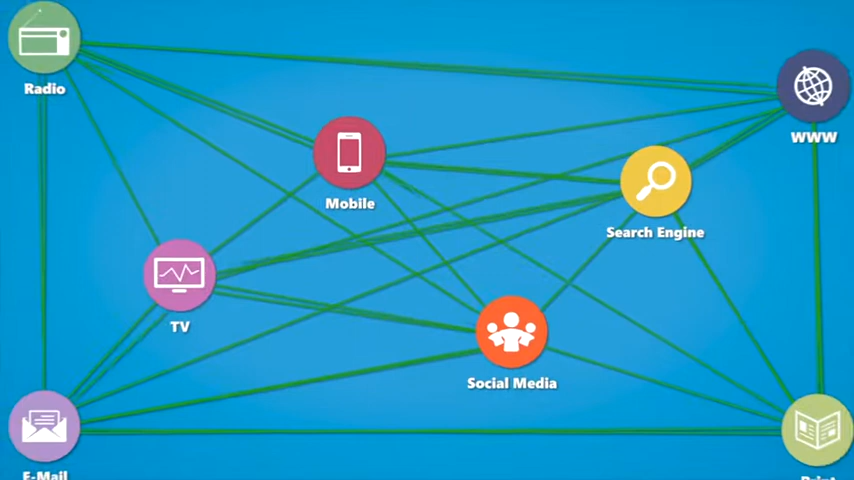 Radio
WWW
Mobile
Search Engine
TV
Social Media
E-Mail